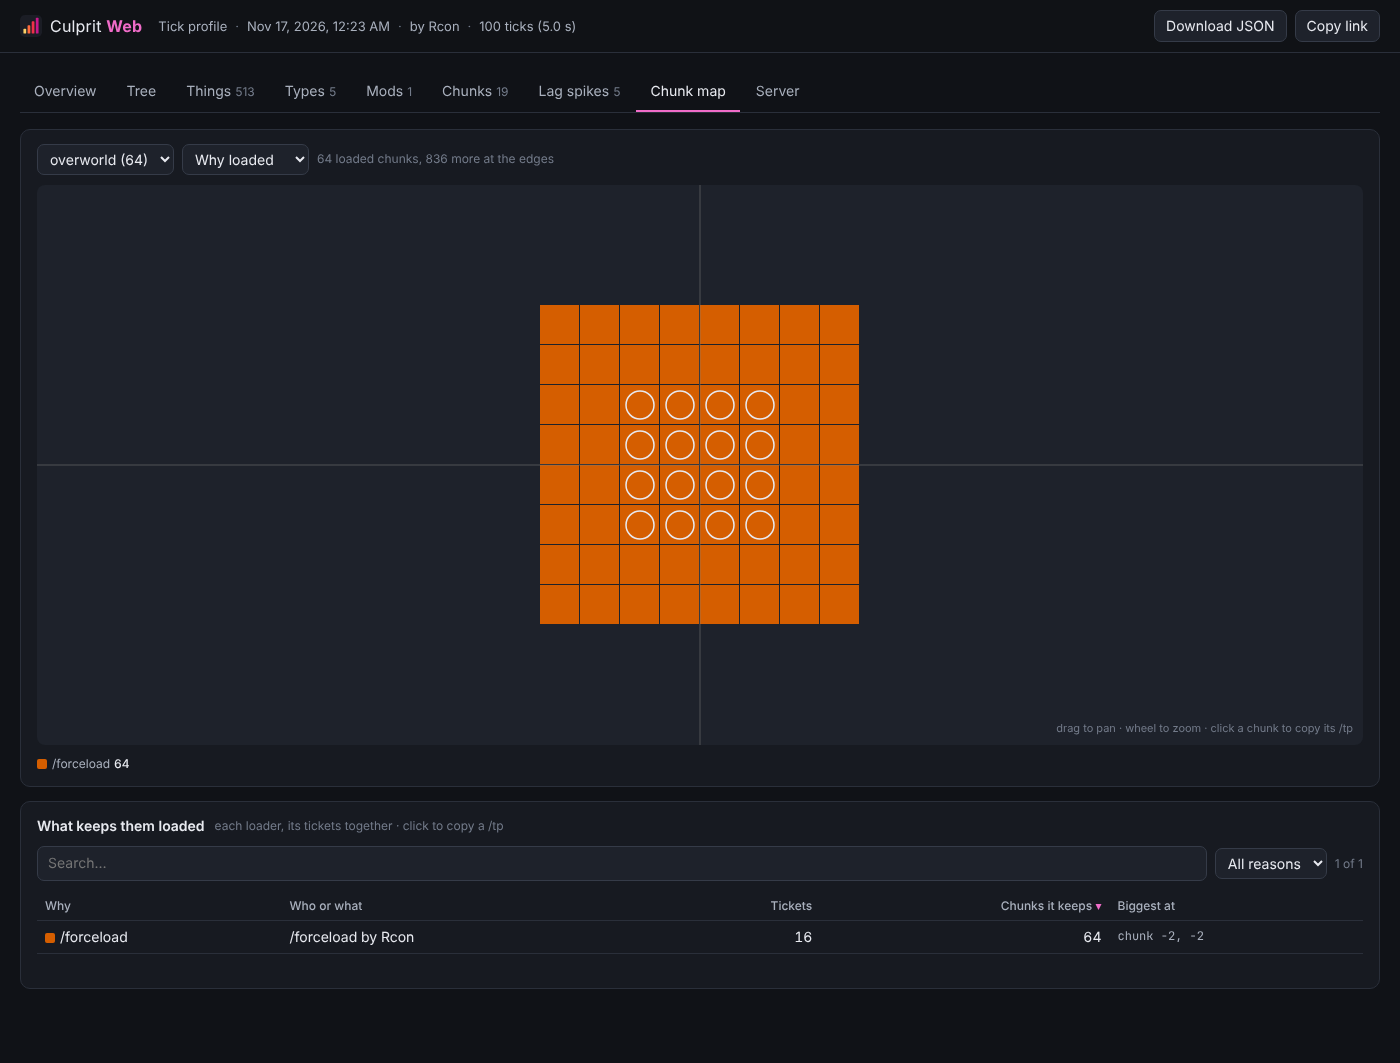 Culprit Web Tick profile · Nov 17, 2026, 12:23 AM · by Rcon · 100 ticks (5.0 s) Download JSON Copy link
Overview Tree Things 513 Types 5 Mods 1 Chunks 19 Lag spikes 5 Chunk map Server
overworld (64) Why loaded 64 loaded chunks, 836 more at the edges
drag to pan · wheel to zoom · click a chunk to copy its /tp
/forceload 64
What keeps them loaded each loader, its tickets together · click to copy a /tp
Search... All reasons 1 of 1
Why Who or what Tickets Chunks it keeps ▾ Biggest at
/forceload /forceload by Rcon 16 64 chunk -2, -2